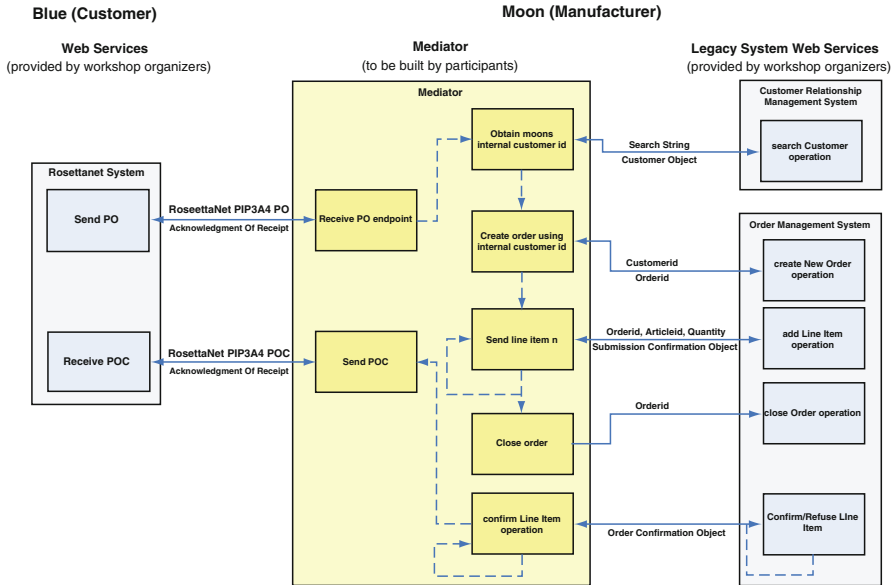 Blue (Customer)
Moon (Manufacturer)
Web Services
(provided by workshop organizers)
Mediator
(to be built by participants)
Legacy System Web Services
(provided by workshop organizers)
Mediator
Customer Relationship
Management System
Obtain moons
internal customer id
Search String
Customer Object
search Customer
operation
Rosettanet System
Send PO
RoseettaNet PIP3A4 PO
Acknowledgment Of Receipt
Receive PO endpoint
Create order using
internal customer id
Customerid
Orderid
Order Management System
create New Order
operation
Send line item n
Orderid, Articleid, Quantity
Submission Confirmation Object
add Line Item
operation
Receive POC
RosettaNet PIP3A4 POC
Acknowledgment Of Receipt
Send POC
Close order
Orderid
close Order operation
confirm Line Item
operation
Order Confirmation Object
Confirm/Refuse LIne
Item